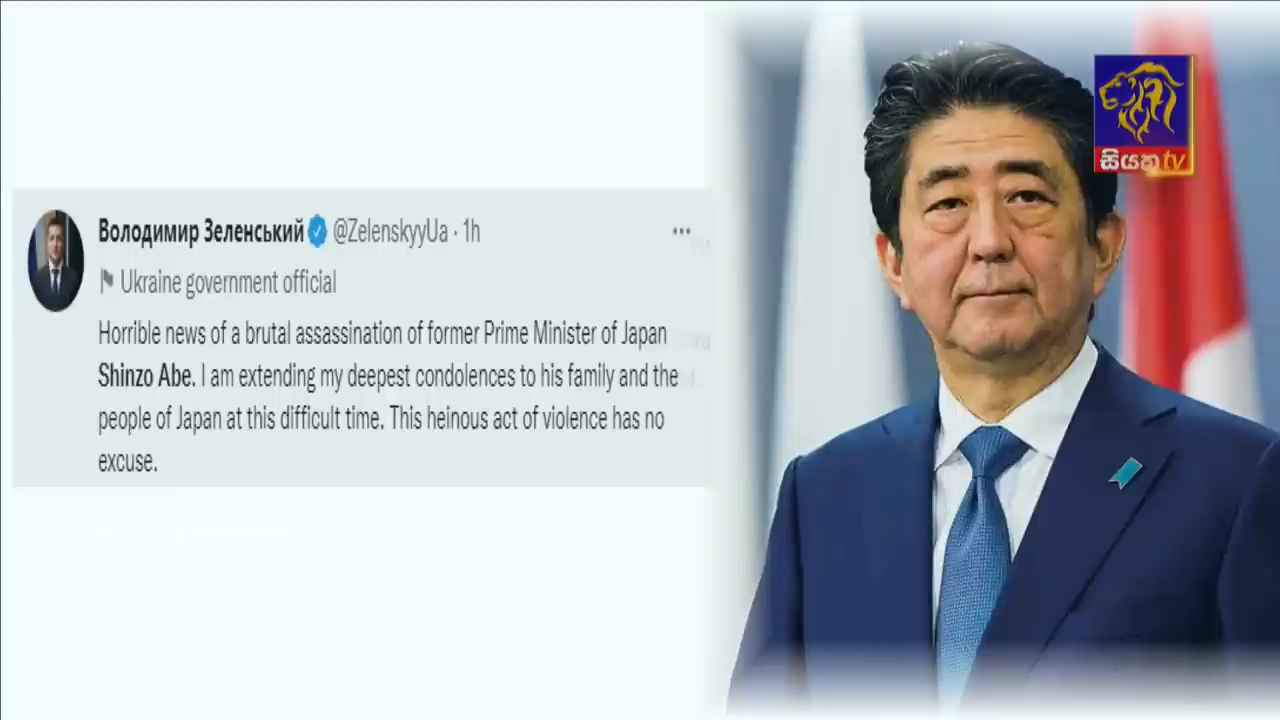 Володимир Зеленський @ZelenskyyUa · 1h
Ukraine government official
Horrible news of a brutal assassination of former Prime Minister of Japan
Shinzo Abe. I am extending my deepest condolences to his family and the
people of Japan at this difficult time. This heinous act of violence has no
excuse.
සියත tv